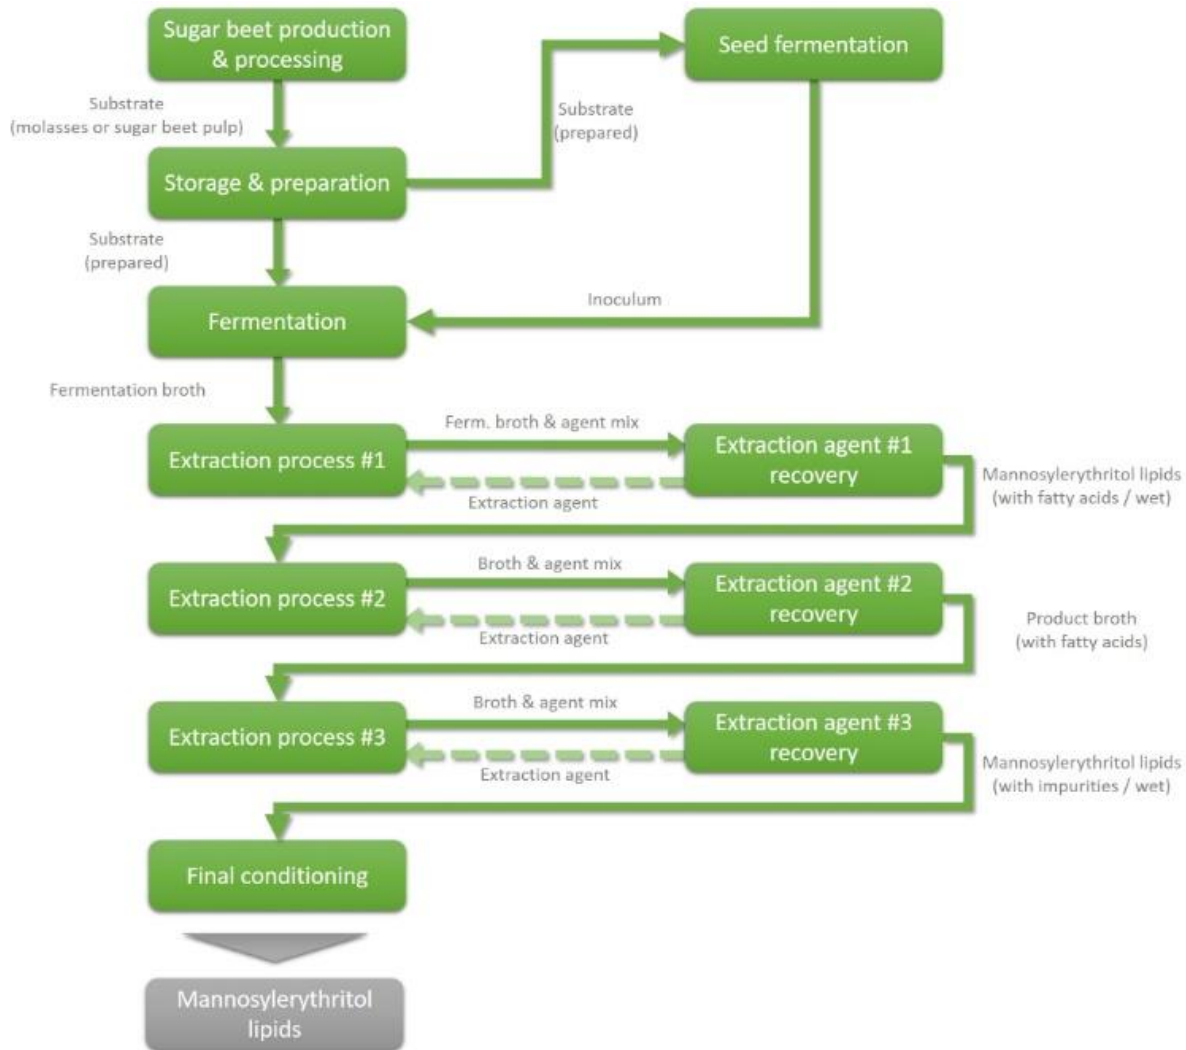 Sugar beet production
& processing
Seed fermentation
Substrate
(molasses or sugar beet pulp)
Substrate
(prepared)
Storage & preparation
Substrate
(prepared)
Inoculum
Fermentation
Fermentation broth
Ferm. broth & agent mix
Extraction process #1
Extraction agent #1
recovery
Extraction agent
Mannosylerythritol lipids
(with fatty acids / wet)
Broth & agent mix
Extraction process #2
Extraction agent #2
recovery
Extraction agent
Product broth
(with fatty acids)
Broth & agent mix
Extraction process #3
Extraction agent #3
recovery
Extraction agent
Mannosylerythritol lipids
(with impurities / wet)
Final conditioning
Mannosylerythritol
lipids